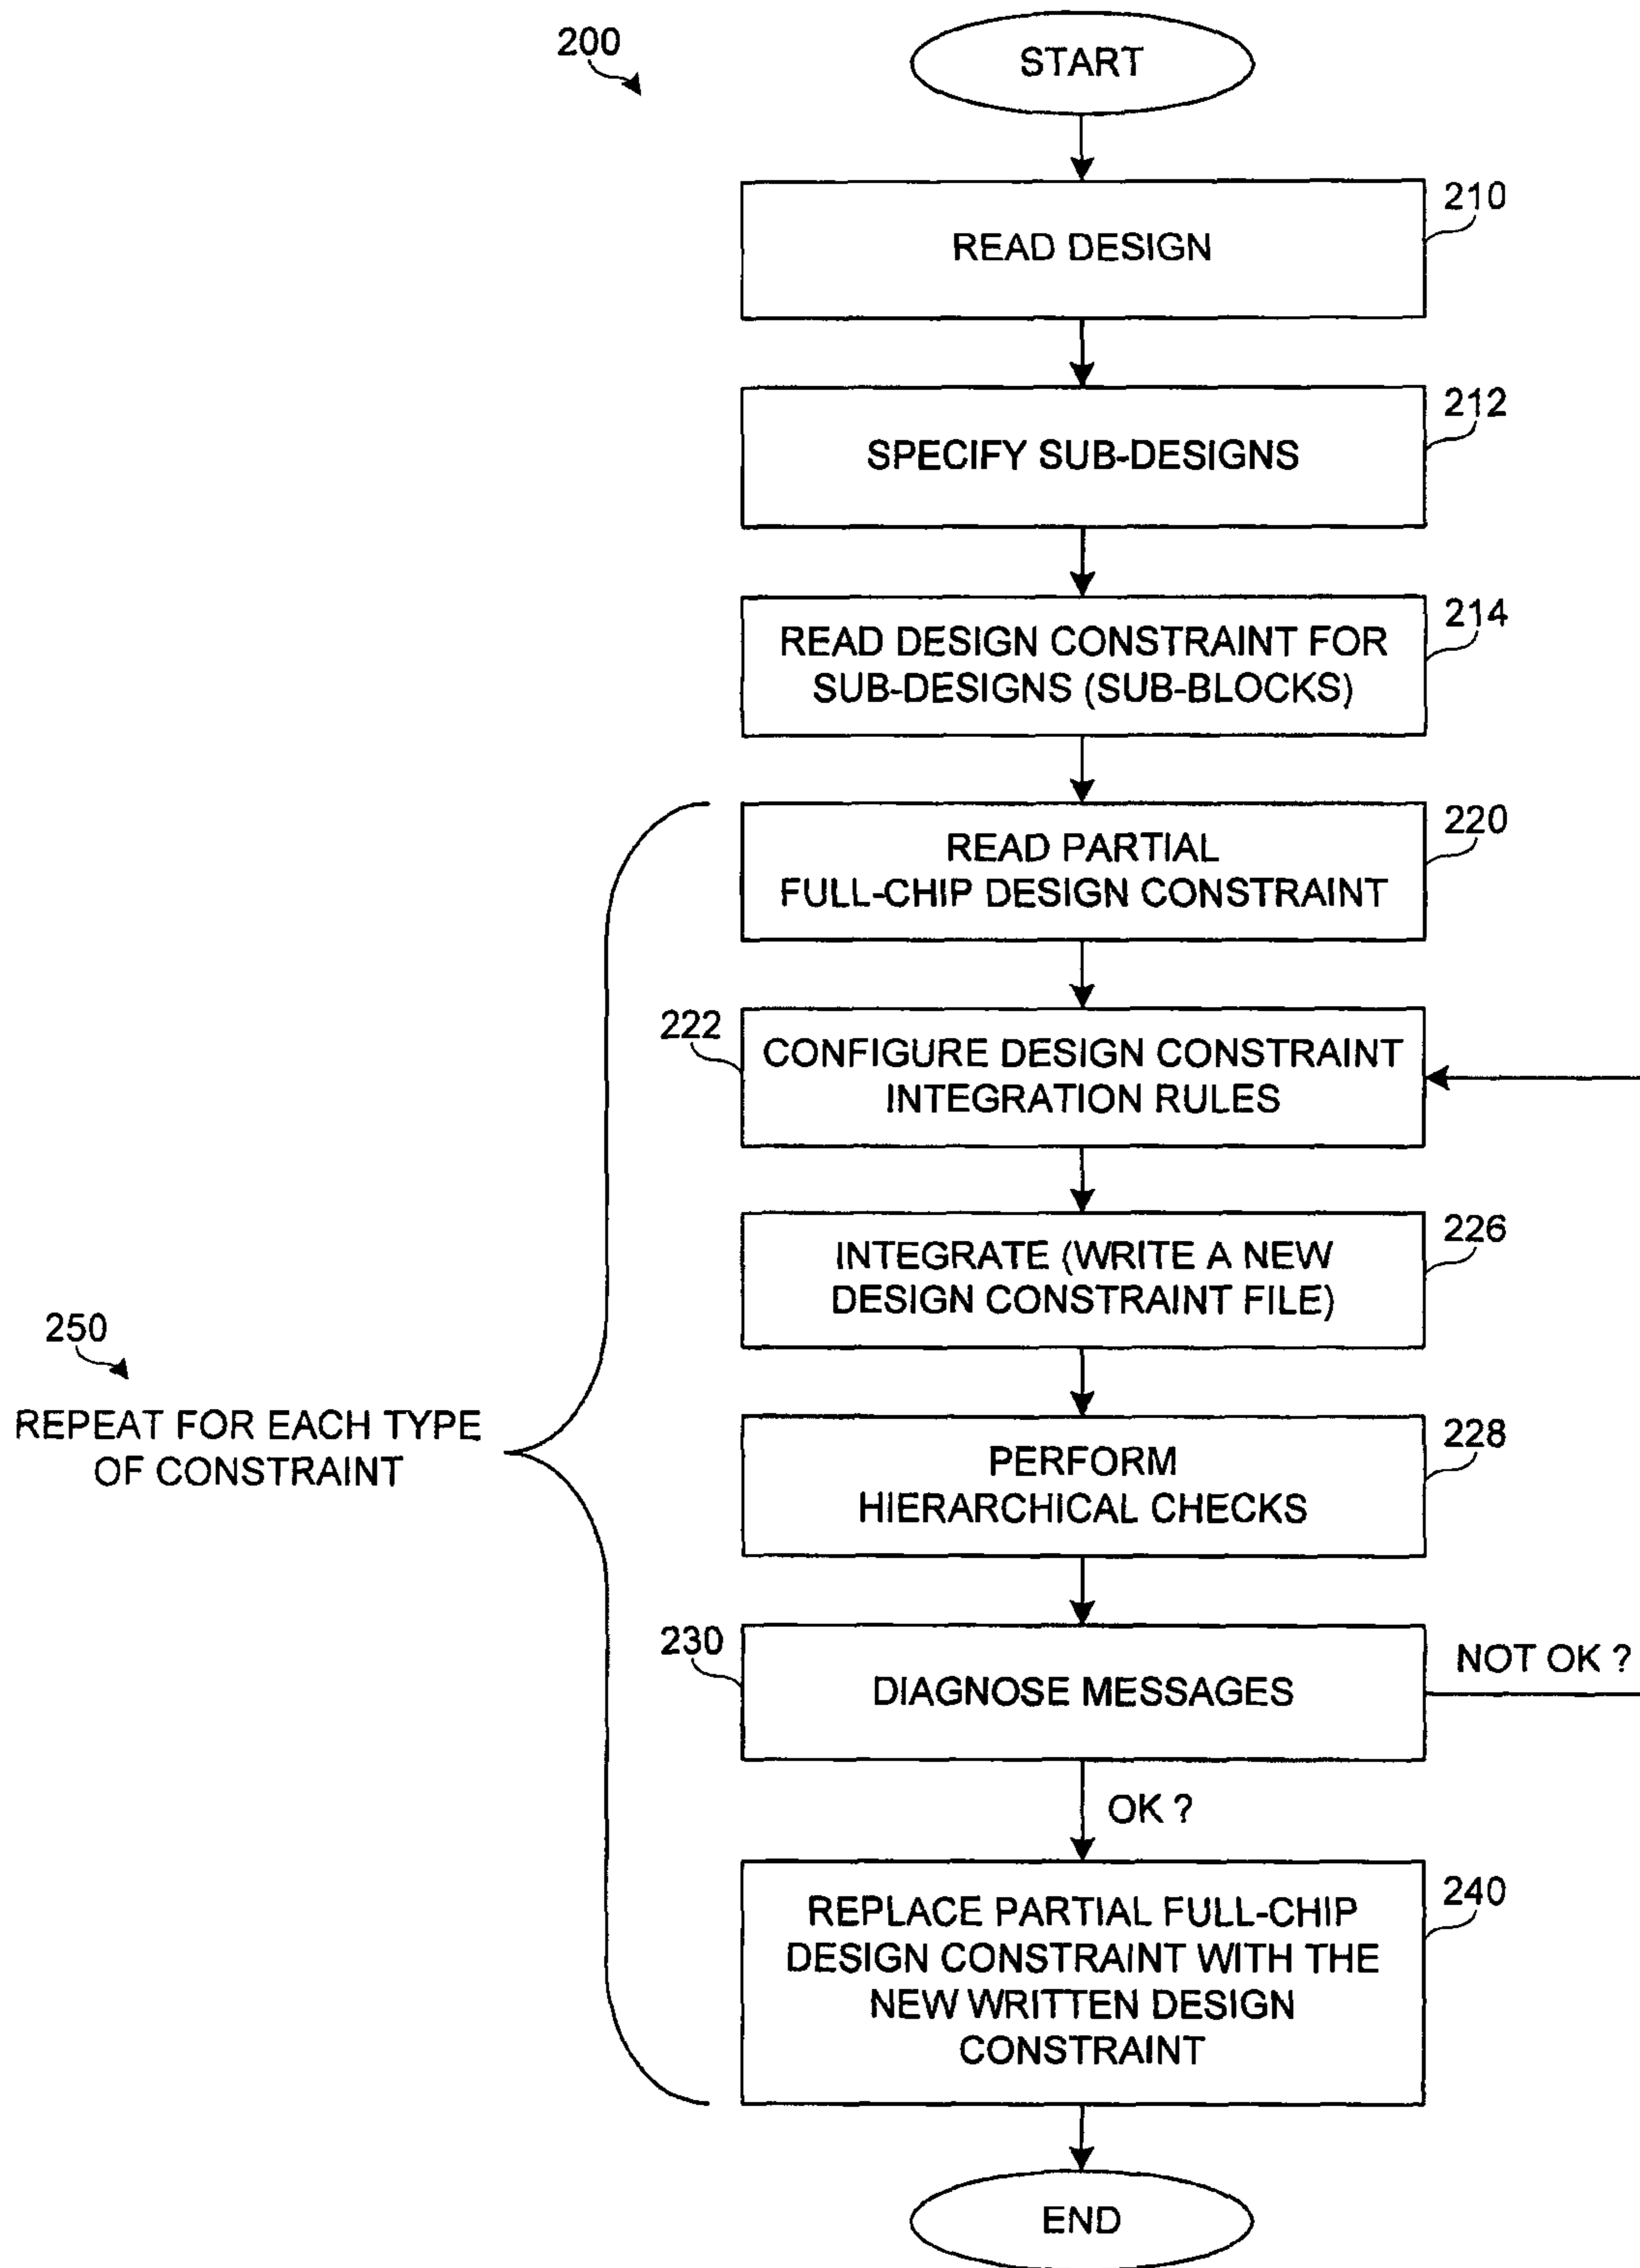 200
START
210
READ DESIGN
212
SPECIFY SUB-DESIGNS
214
READ DESIGN CONSTRAINT FOR
SUB-DESIGNS (SUB-BLOCKS)
220
READ PARTIAL
FULL-CHIP DESIGN CONSTRAINT
222
CONFIGURE DESIGN CONSTRAINT
INTEGRATION RULES
226
INTEGRATE (WRITE A NEW
DESIGN CONSTRAINT FILE)
250
REPEAT FOR EACH TYPE
OF CONSTRAINT
228
PERFORM
HIERARCHICAL CHECKS
230
DIAGNOSE MESSAGES
NOT OK ?
OK ?
240
REPLACE PARTIAL FULL-CHIP
DESIGN CONSTRAINT WITH THE
NEW WRITTEN DESIGN
CONSTRAINT
END